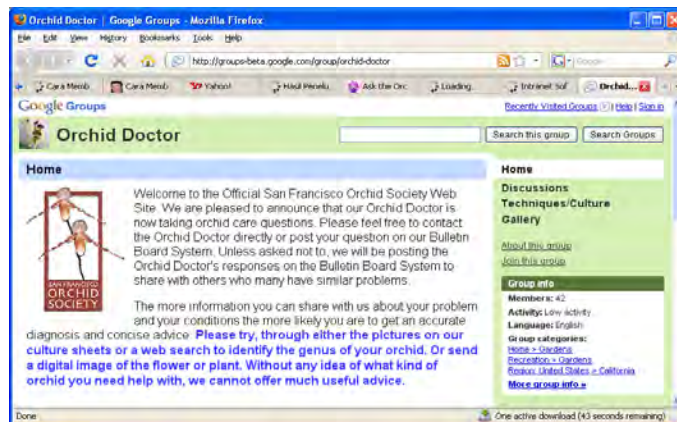 Orchid Doctor | Google Groups - Mozilla Firefox
File Edit View History Bookmarks Tools Help
http://groups-beta.google.com/group/orchid-doctor
Google
Cara Memb Cara Memb Yahoo! Hasil Penelu Ask the Orc Loading. Intranet Sof Orchid...
Google Groups
Recently Visited Groups | Help | Sign in
Orchid Doctor
Search this group Search Groups
Home
Welcome to the Official San Francisco Orchid Society Web
Site. We are pleased to announce that our Orchid Doctor is
now taking orchid care questions. Please feel free to contact
the Orchid Doctor directly or post your question on our Bulletin
Board System. Unless asked not to, we will be posting the
Orchid Doctor's responses on the Bulletin Board System to
share with others who many have similar problems.
SAN FRANCISCO
ORCHID
SOCIETY
The more information you can share with us about your problem
and your conditions the more likely you are to get an accurate
diagnosis and concise advice. Please try, through either the pictures on our
culture sheets or a web search to identify the genus of your orchid. Or send
a digital image of the flower or plant. Without any idea of what kind of
orchid you need help with, we cannot offer much useful advice.
Home
Discussions
Techniques/Culture
Gallery
About this group
Join this group
Group info
Members: 42
Activity: Low activity
Language: English
Group categories:
Home > Gardens
Recreation > Gardens
Region: United States > California
More group info »
Done
One active download (43 seconds remaining)